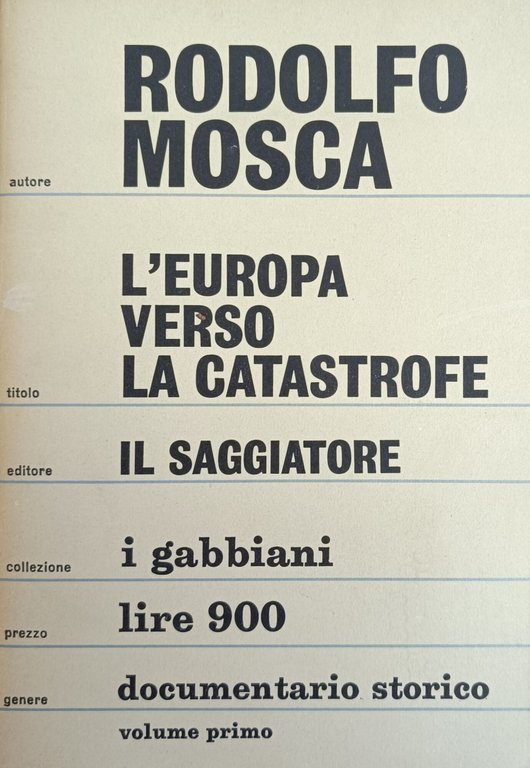 RODOLFO
autore MOSCA
L'EUROPA
VERSO
titolo LA CATASTROFE
editore IL SAGGIATORE
collezione i gabbiani
prezzo lire 900
genere documentario storico
volume primo